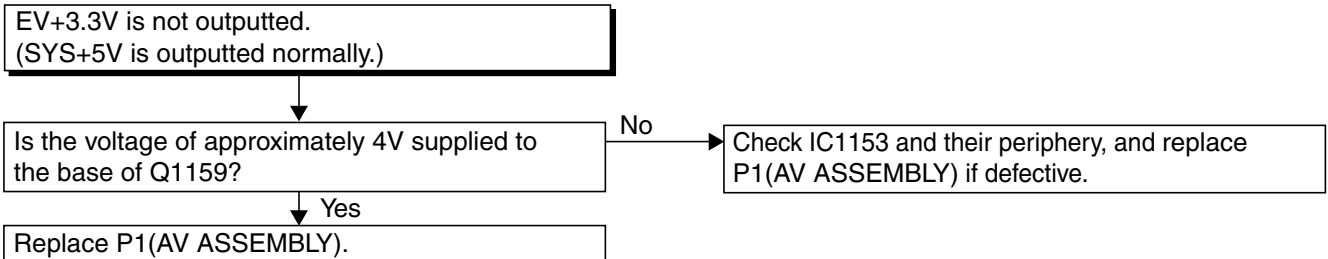 EV+3.3V is not outputted.
(SYS+5V is outputted normally.)
Is the voltage of approximately 4V supplied to
the base of Q1159?
No
Check IC1153 and their periphery, and replace
P1(AV ASSEMBLY) if defective.
Yes
Replace P1(AV ASSEMBLY).